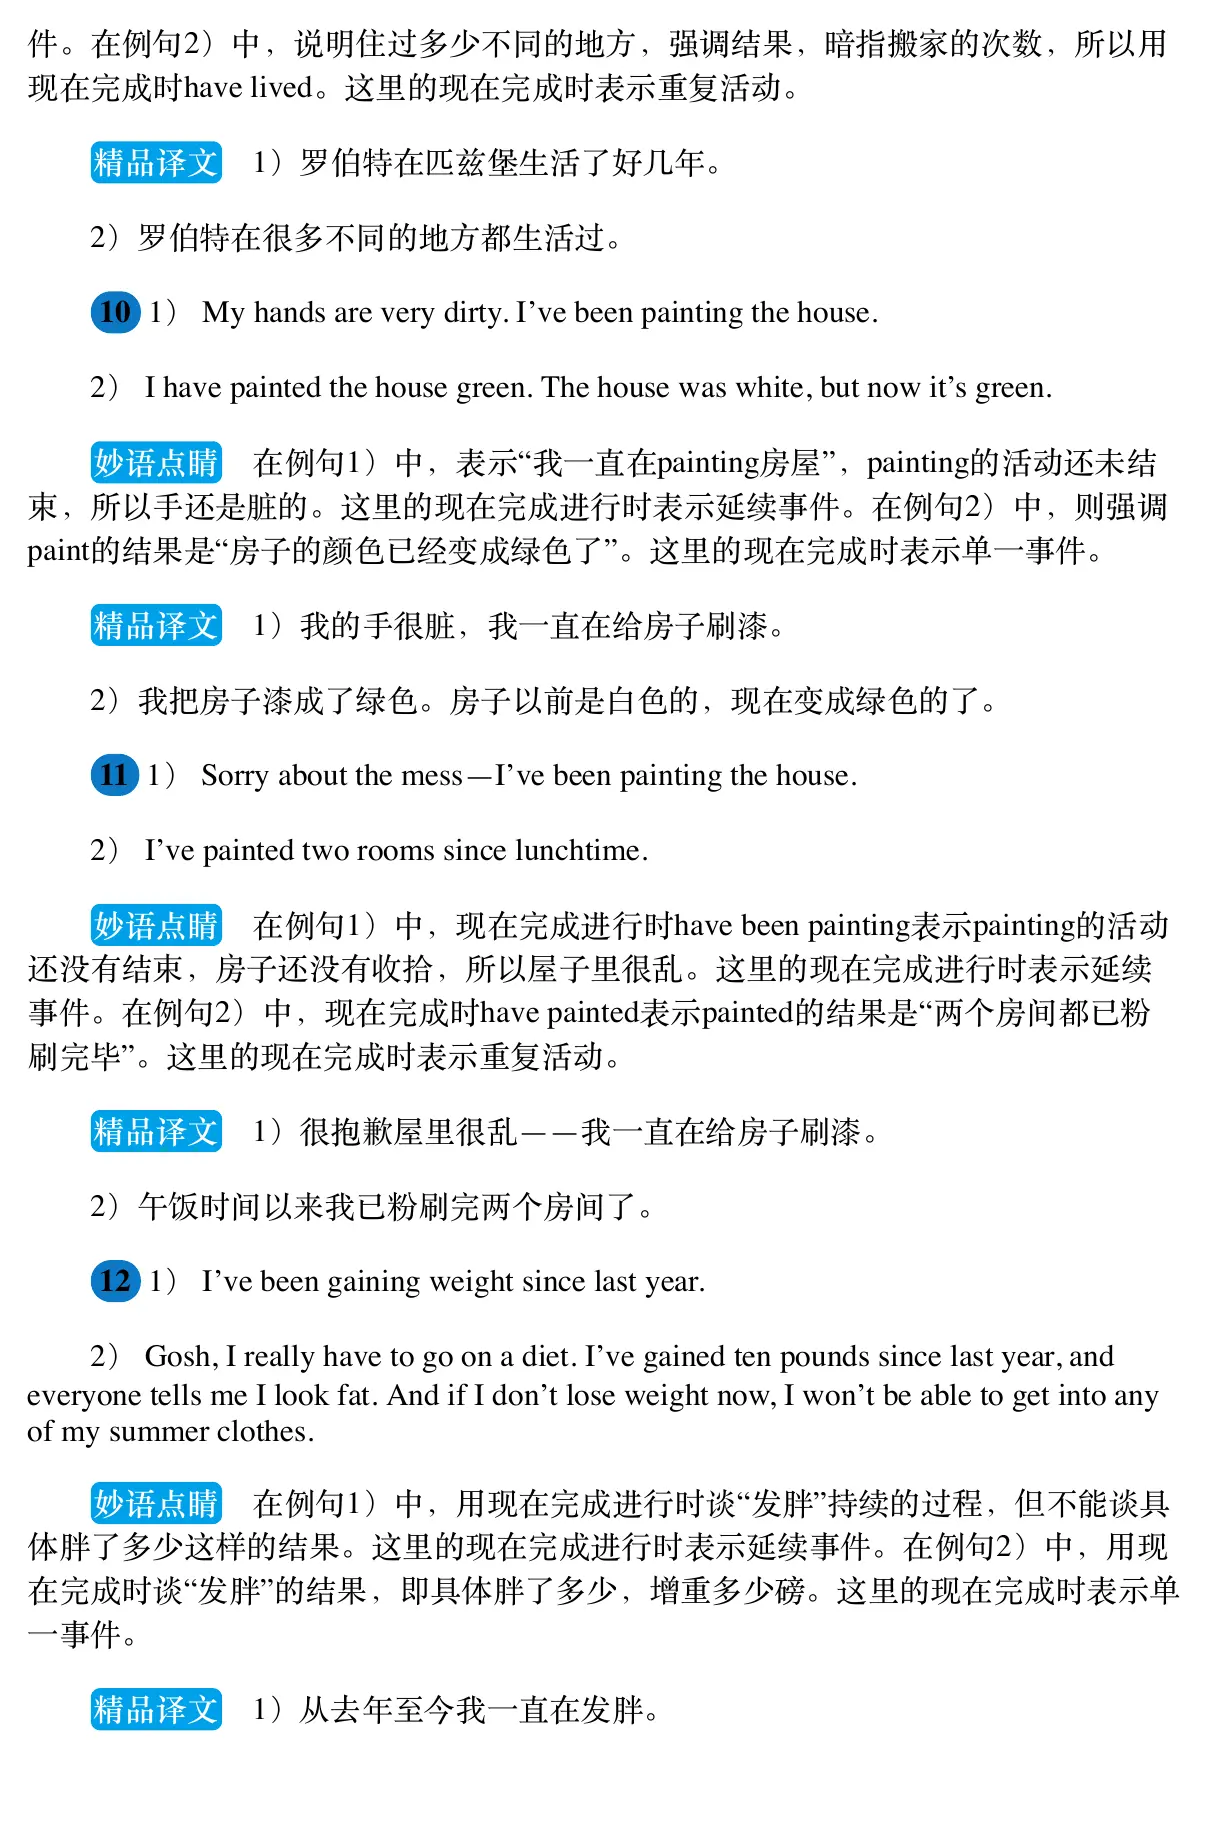 件。在例句2）中，说明住过多少不同的地方，强调结果，暗指搬家的次数，所以用
现在完成时have lived。这里的现在完成时表示重复活动。
精品译文 1）罗伯特在匹兹堡生活了好几年。
2）罗伯特在很多不同的地方都生活过。
10 1） My hands are very dirty. I’ve been painting the house.
2） I have painted the house green. The house was white, but now it’s green.
妙语点睛 在例句1）中，表示“我一直在painting房屋”，painting的活动还未结
束，所以手还是脏的。这里的现在完成进行时表示延续事件。在例句2）中，则强调
paint的结果是“房子的颜色已经变成绿色了”。这里的现在完成时表示单一事件。
精品译文 1）我的手很脏，我一直在给房子刷漆。
2）我把房子漆成了绿色。房子以前是白色的，现在变成绿色的了。
11 1） Sorry about the mess—I’ve been painting the house.
2） I’ve painted two rooms since lunchtime.
妙语点睛 在例句1）中，现在完成进行时have been painting表示painting的活动
还没有结束，房子还没有收拾，所以屋子里很乱。这里的现在完成进行时表示延续
事件。在例句2）中，现在完成时have painted表示painted的结果是“两个房间都已粉
刷完毕”。这里的现在完成时表示重复活动。
精品译文 1）很抱歉屋里很乱——我一直在给房子刷漆。
2）午饭时间以来我已粉刷完两个房间了。
12 1） I’ve been gaining weight since last year.
2） Gosh, I really have to go on a diet. I’ve gained ten pounds since last year, and
everyone tells me I look fat. And if I don’t lose weight now, I won’t be able to get into any
of my summer clothes.
妙语点睛 在例句1）中，用现在完成进行时谈“发胖”持续的过程，但不能谈具
体胖了多少这样的结果。这里的现在完成进行时表示延续事件。在例句2）中，用现
在完成时谈“发胖”的结果，即具体胖了多少，增重多少磅。这里的现在完成时表示单
一事件。
精品译文 1）从去年至今我一直在发胖。